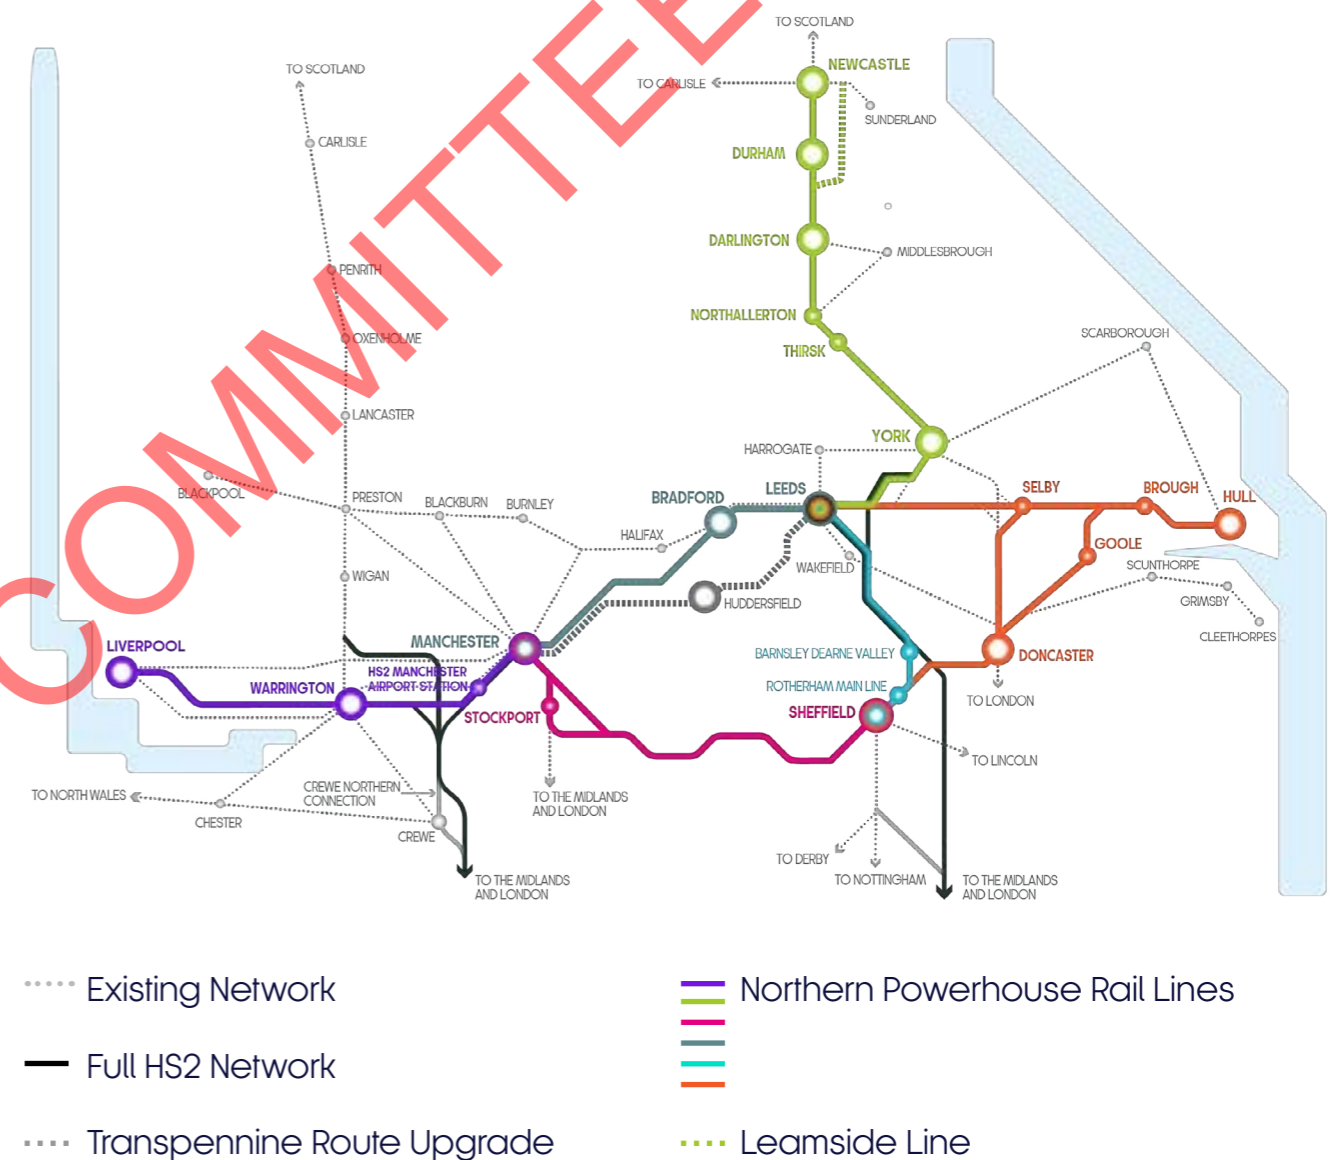 TO SCOTLAND
NEWCASTLE
TO SCOTLAND
TO CARLISLE
SUNDERLAND
CARLISLE
DURHAM
DARLINGTON
MIDDLESBROUGH
PENRITH
NORTHALLERTON
OXENHOLME
THIRSK
SCARBOROUGH
LANCASTER
YORK
HARROGATE
BLACKPOOL
PRESTON
BLACKBURN
BURNLEY
BRADFORD
LEEDS
SELBY
BROUGH
HULL
HALIFAX
GOOLE
WAKEFIELD
SCUNTHORPE
WIGAN
HUDDERSFIELD
GRIMSBY
CLEETHORPES
LIVERPOOL
MANCHESTER
BARNSLEY DEARNE VALLEY
DONCASTER
HS2 MANCHESTER
AIRPORT STATION
WARRINGTON
ROTHERHAM MAIN LINE
TO LONDON
STOCKPORT
SHEFFIELD
TO LINCOLN
TO NORTH WALES
CREWE NORTHERN
CONNECTION
TO THE MIDLANDS
AND LONDON
CHESTER
CREWE
TO DERBY
TO NOTTINGHAM
TO THE MIDLANDS
AND LONDON
TO THE MIDLANDS
AND LONDON
COMMITTEE
Existing Network
Northern Powerhouse Rail Lines
Full HS2 Network
Transpennine Route Upgrade
Leamside Line